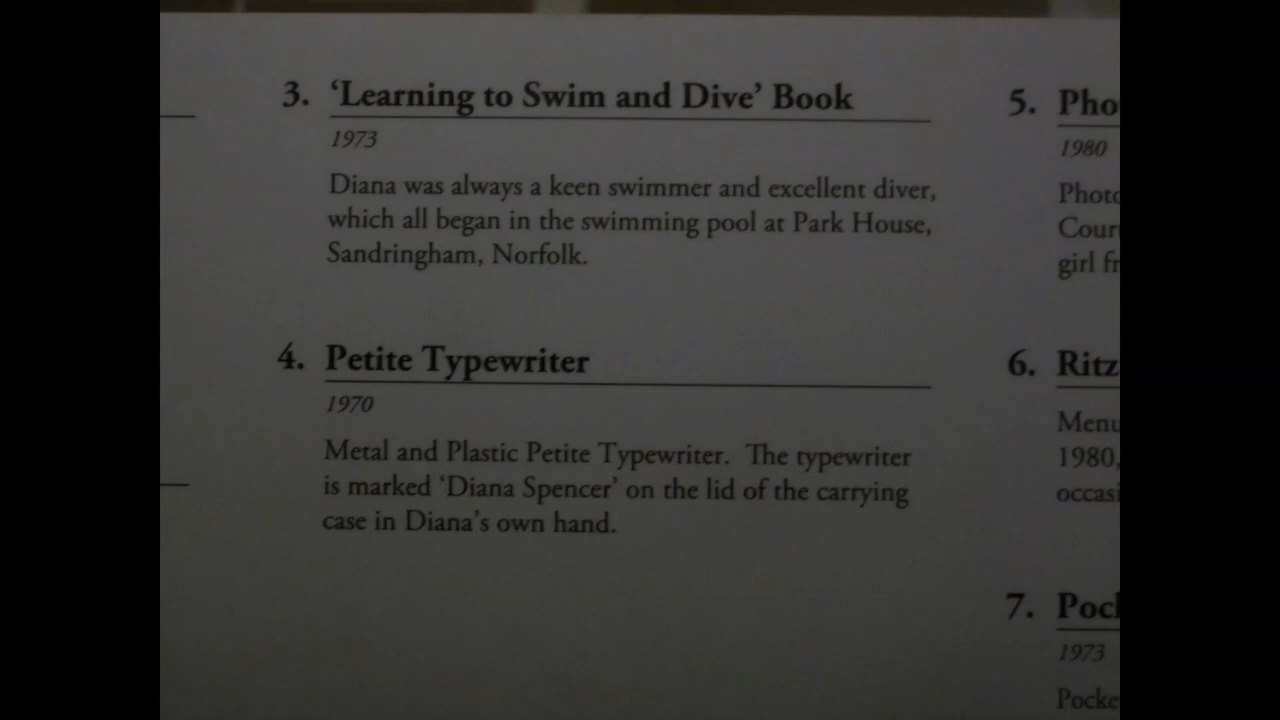 3. ‘Learning to Swim and Dive’ Book
1973
Diana was always a keen swimmer and excellent diver,
which all began in the swimming pool at Park House,
Sandringham, Norfolk.
4. Petite Typewriter
1970
Metal and Plastic Petite Typewriter. The typewriter
is marked ‘Diana Spencer’ on the lid of the carrying
case in Diana’s own hand.
5.
1980
girl
6. Ritz
Menu
1980,
7.
1973